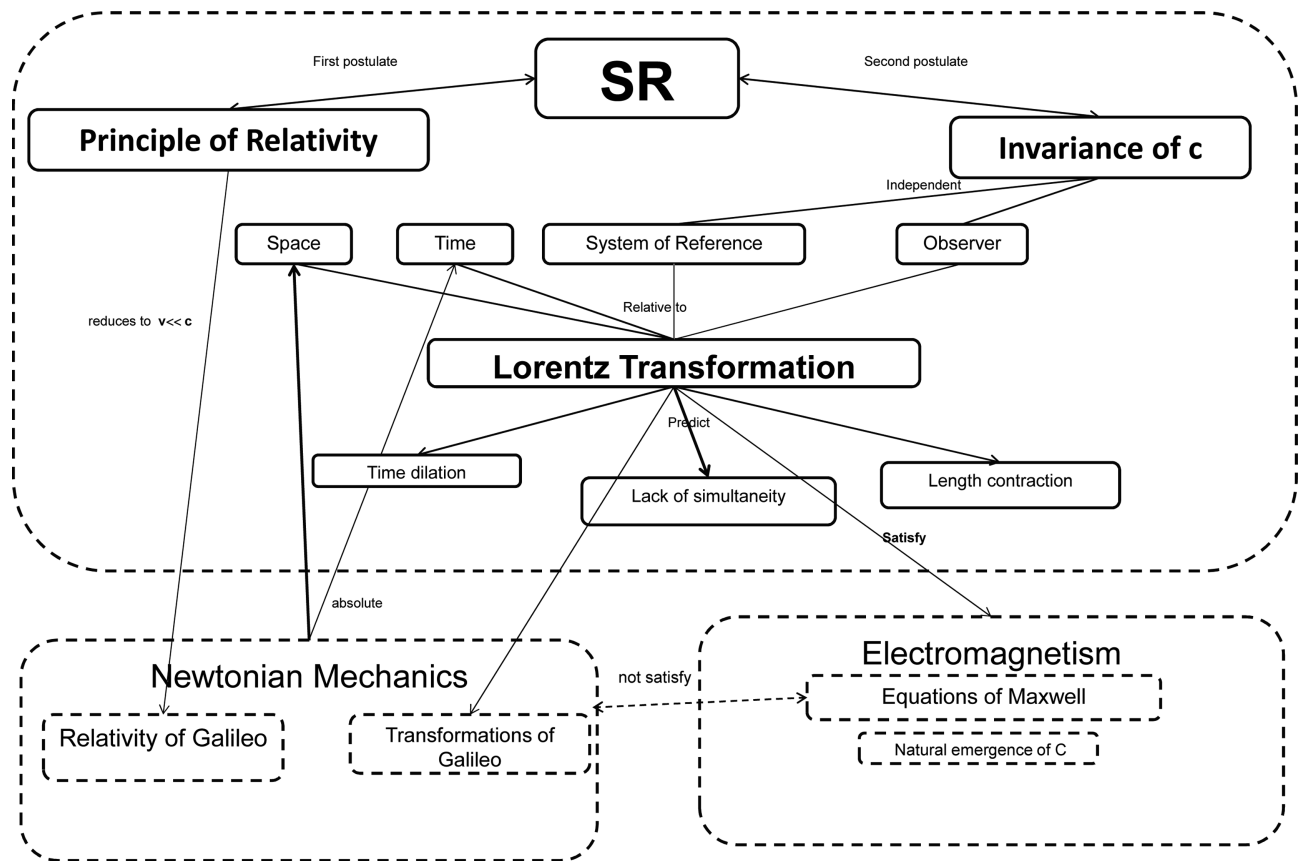 First postulate
SR
Second postulate
Principle of Relativity
Invariance of c
Independent
Space
Time
System of Reference
Observer
reduces to v<< c
Relative to
Lorentz Transformation
Predict
Time dilation
Lack of simultaneity
Length contraction
Satisfy
absolute
Newtonian Mechanics
Electromagnetism
not satisfy
Equations of Maxwell
Relativity of Galileo
Transformations of
Galileo
Natural emergence of C